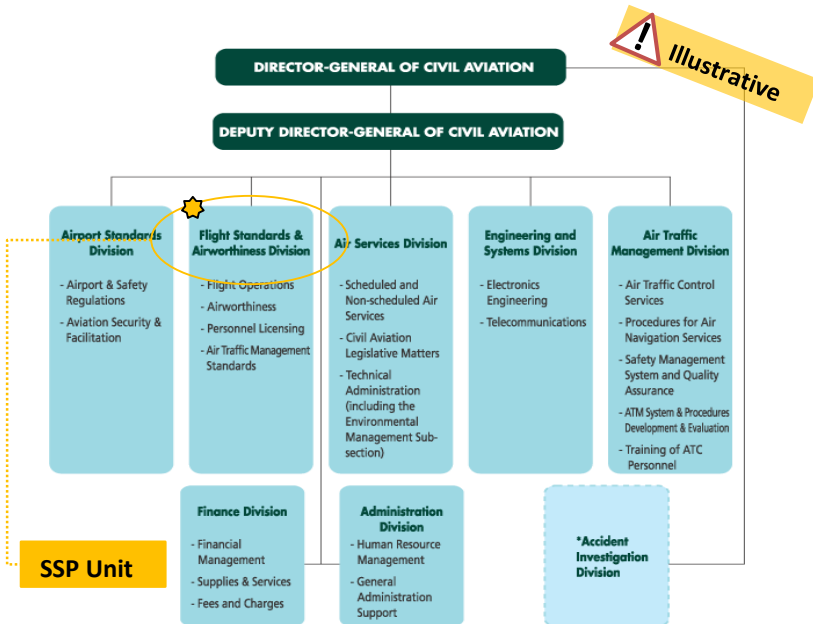 !
Illustrative
DIRECTOR-GENERAL OF CIVIL AVIATION
DEPUTY DIRECTOR-GENERAL OF CIVIL AVIATION
Airport Standards
Division
- Airport & Safety
Regulations
- Aviation Security &
Facilitation
Flight Standards &
Airworthiness Division
- Flight Operations
- Airworthiness
- Personnel Licensing
- Air Traffic Management
Standards
Air Services Division
- Scheduled and
Non-scheduled Air
Services
- Civil Aviation
Legislative Matters
- Technical
Administration
(including the
Environmental
Management Sub-
section)
Engineering and
Systems Division
- Electronics
Engineering
- Telecommunications
Air Traffic
Management Division
- Air Traffic Control
Services
- Procedures for Air
Navigation Services
- Safety Management
System and Quality
Assurance
- ATM System & Procedures
Development & Evaluation
- Training of ATC
Personnel
SSP Unit
Finance Division
- Financial
Management
- Supplies & Services
- Fees and Charges
Administration
Division
- Human Resource
Management
- General
Administration
Support
*Accident
Investigation
Division